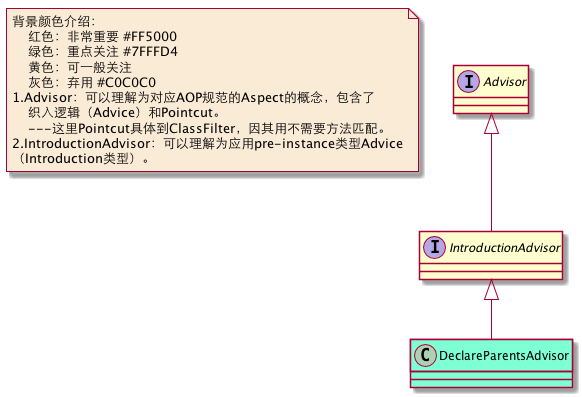 背景颜色介绍：
红色：非常重要 #FF5000
绿色：重点关注 #7FFFD4
黄色：可一般关注
灰色：弃用 #C0C0C0
1.Advisor：可以理解为对应AOP规范的Aspect的概念，包含了
织入逻辑（Advice）和Pointcut。
---这里Pointcut具体到ClassFilter，因其用不需要方法匹配。
2.IntroductionAdvisor：可以理解为应用pre-instance类型Advice
（Introduction类型）。
I Advisor
I IntroductionAdvisor
C DeclareParentsAdvisor